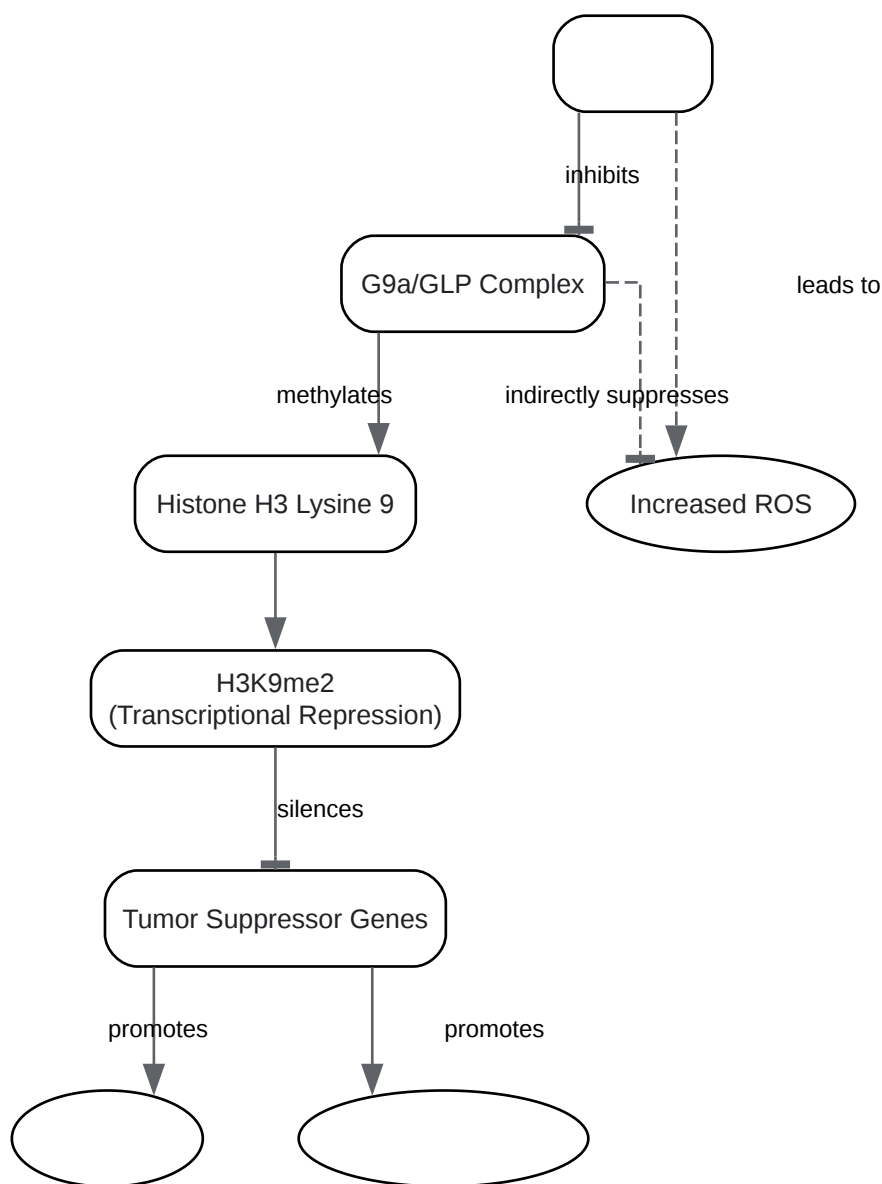 inhibits
G9a/GLP Complex
leads to
methylates
indirectly suppresses
Histone H3 Lysine 9
Increased ROS
H3K9me2
(Transcriptional Repression)
silences
Tumor Suppressor Genes
promotes
promotes